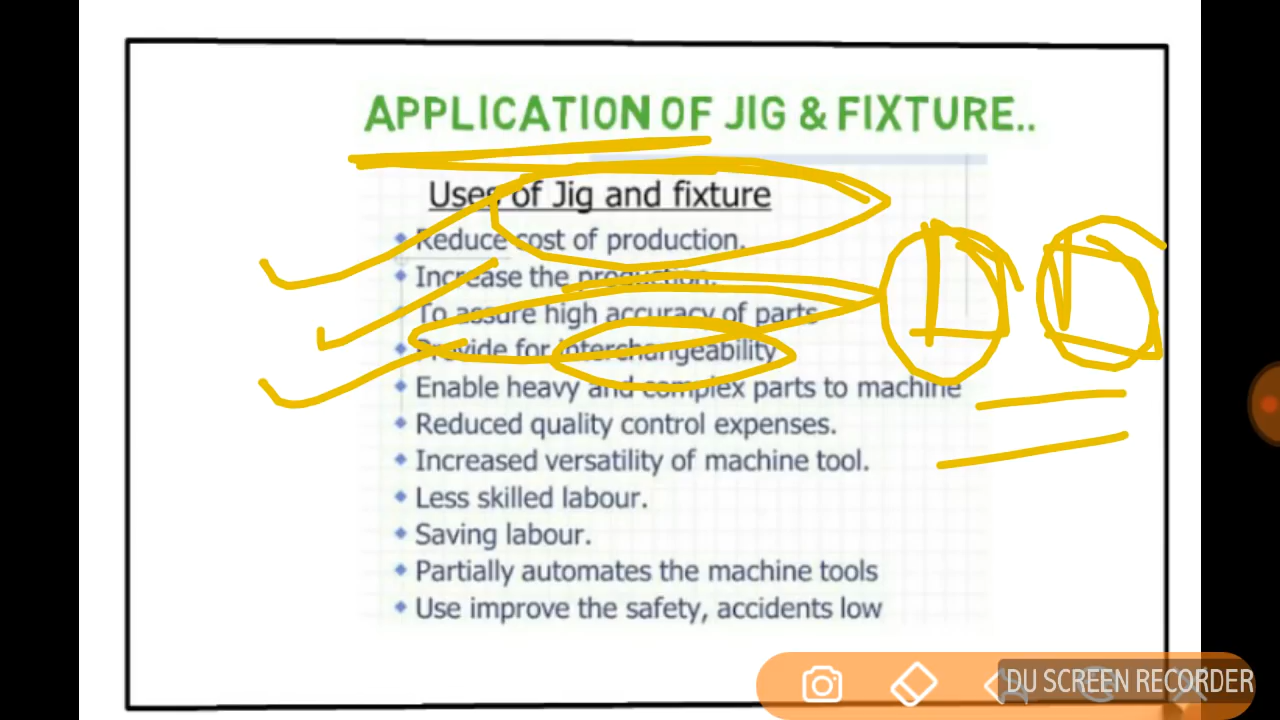 APPLICATION OF JIG & FIXTURE..
Uses of Jig and fixture
Reduce cost of production.
Increase the production.
To assure high accuracy of parts
Provide for interchangeability
Enable heavy and complex parts to machine
Reduced quality control expenses.
Increased versatility of machine tool.
Less skilled labour.
Saving labour.
Partially automates the machine tools
Use improve the safety, accidents low
DU SCREEN RECORDER